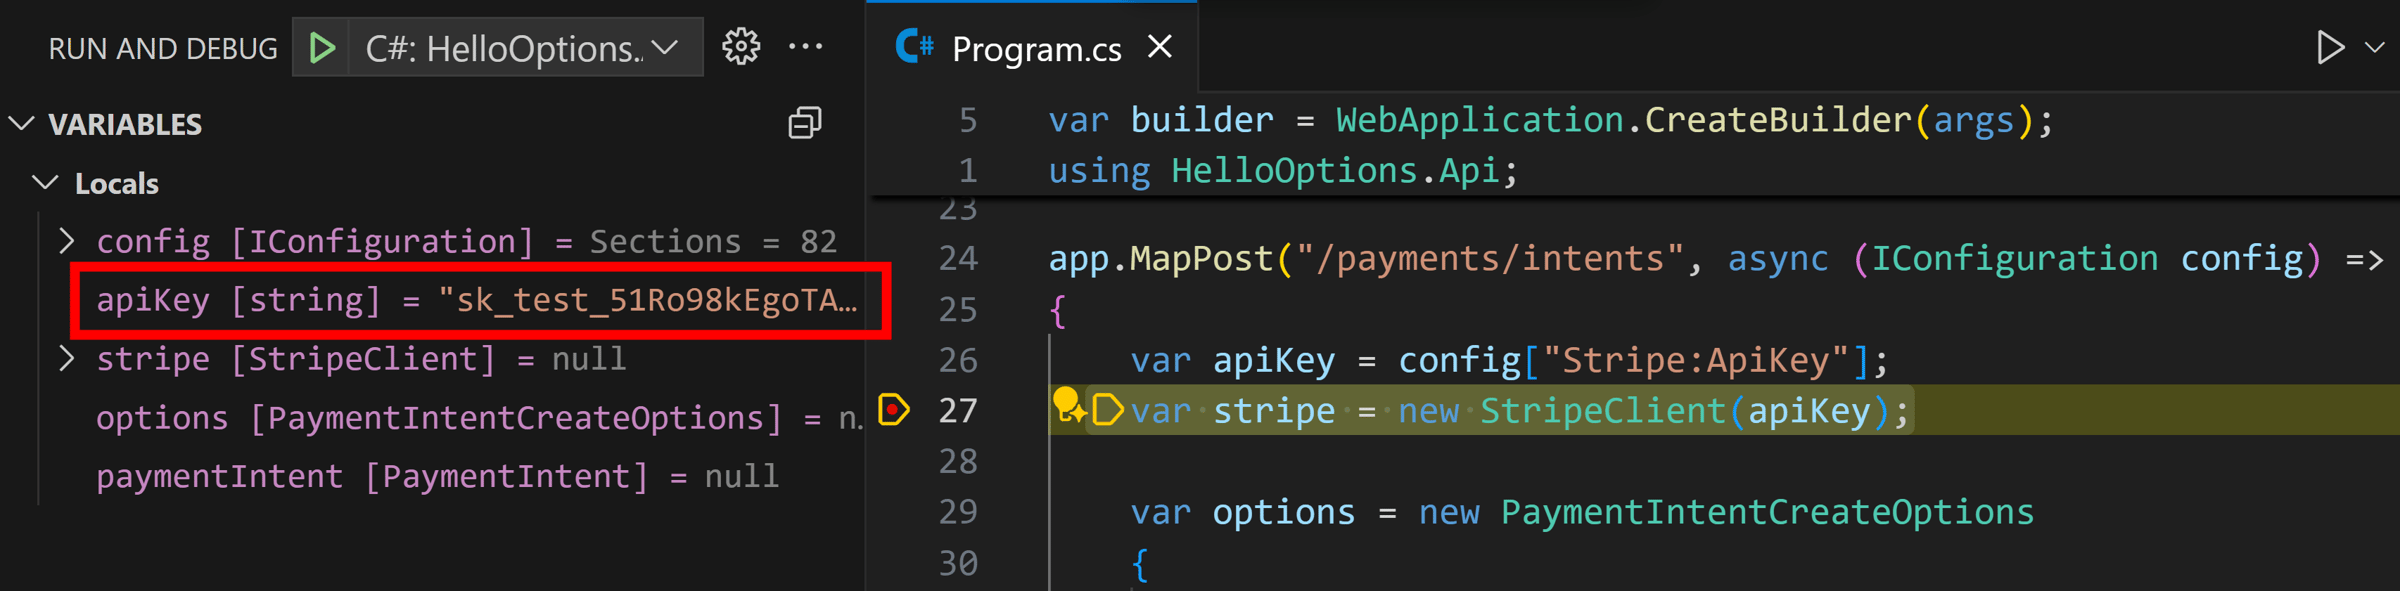 RUN AND DEBUG C#: HelloOptions..
VARIABLES
Locals
config [IConfiguration] = Sections = 82
apiKey [string] = "sk_test_51Ro98kEgoTA…
stripe [StripeClient] = null
options [PaymentIntentCreateOptions] = n…
paymentIntent [PaymentIntent] = null
C# Program.cs
5 var builder = WebApplication.CreateBuilder(args);
1 using HelloOptions.Api;
23
24 app.MapPost("/payments/intents", async (IConfiguration config) =>
25 {
26 var apiKey = config["Stripe:ApiKey"];
27 var stripe = new StripeClient(apiKey);
28
29 var options = new PaymentIntentCreateOptions
30 {